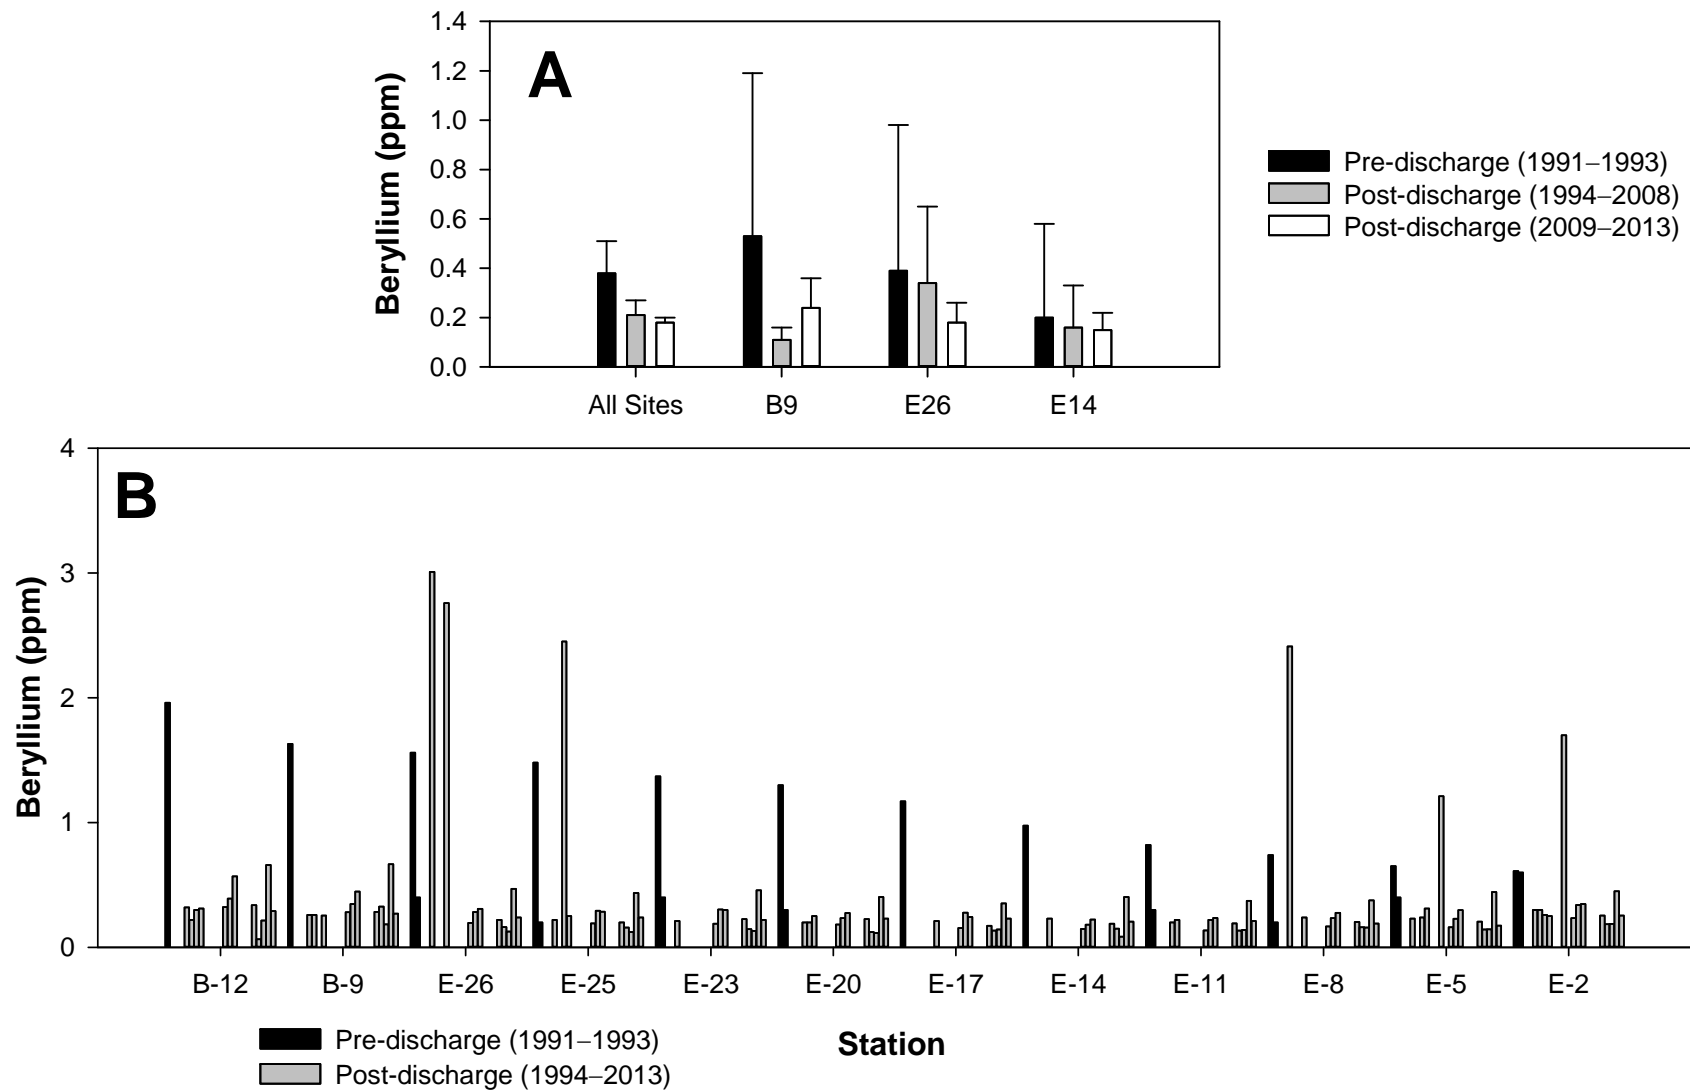 1.4
1.2
1.0
0.8
0.6
0.4
0.2
0.0
Beryllium (ppm)
A
All Sites B9 E26 E14
Pre-discharge (1991–1993)
Post-discharge (1994–2008)
Post-discharge (2009–2013)
4
3
2
1
0
Beryllium (ppm)
B
B-12 B-9 E-26 E-25 E-23 E-20 E-17 E-14 E-11 E-8 E-5 E-2
Station
Pre-discharge (1991–1993)
Post-discharge (1994–2013)